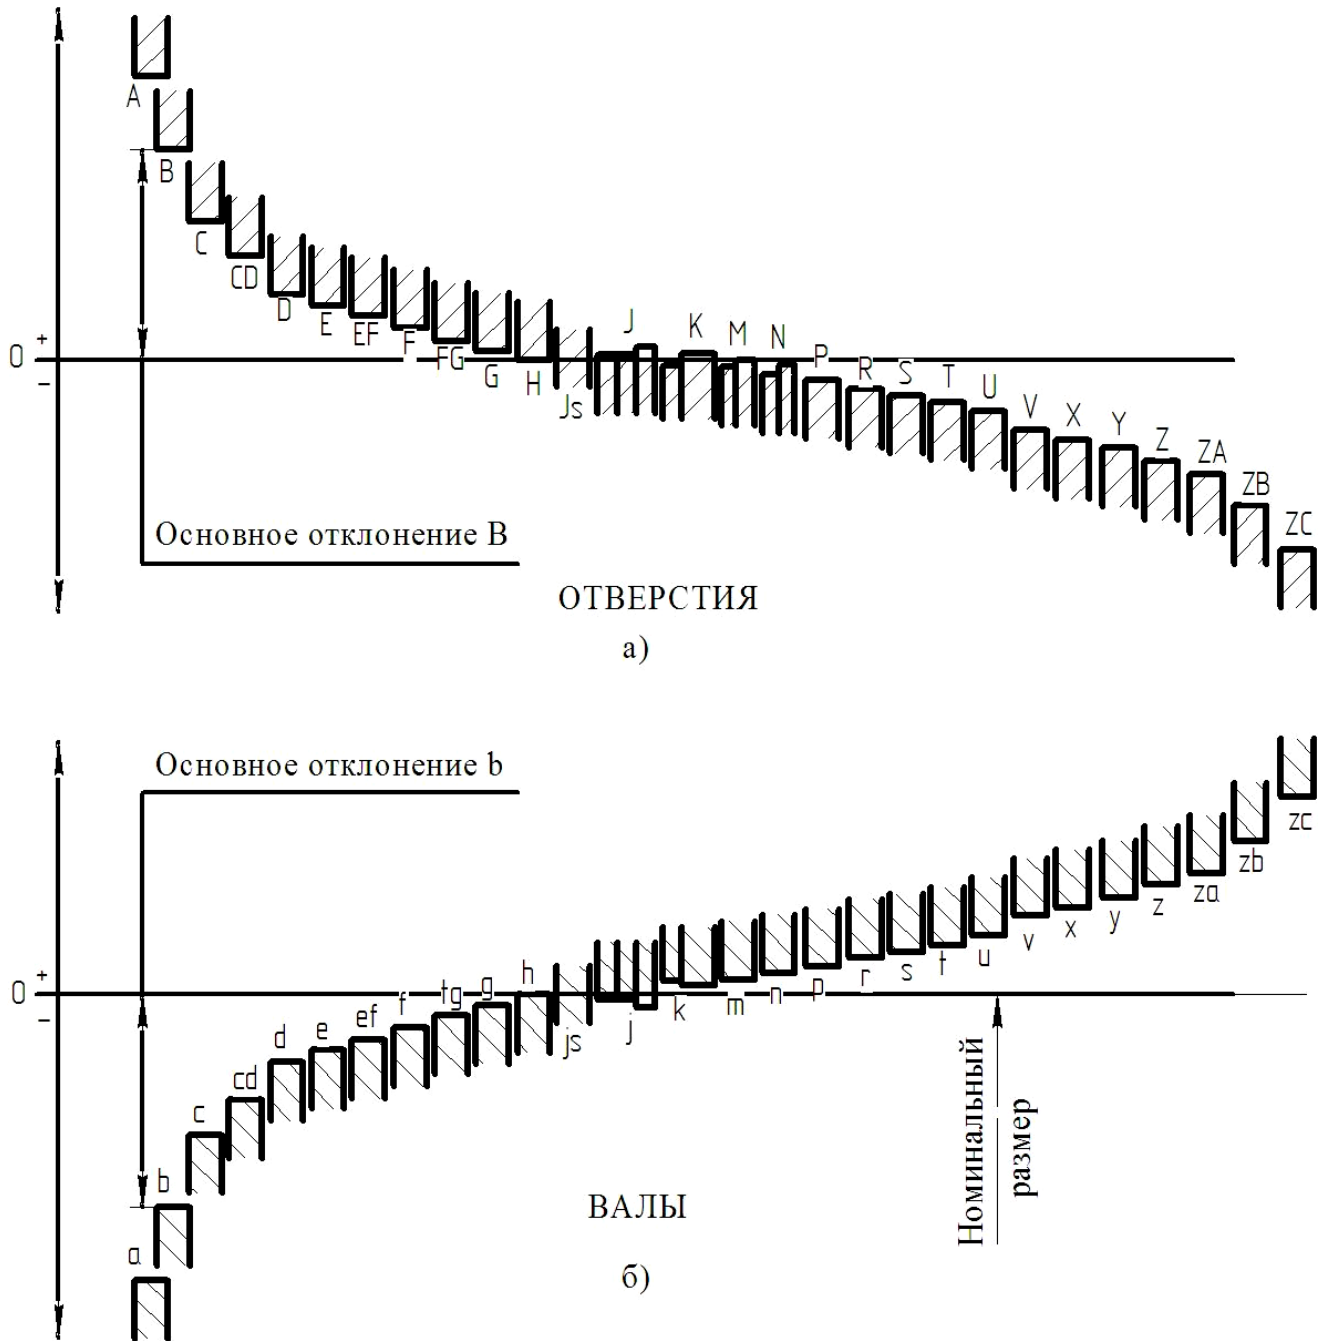 A
B
C
CD
D
E
EF
F
FG
G
H
Js
J
K
M
N
P
R
S
T
U
V
X
Y
Z
ZA
ZB
ZC
+
0
−
Основное отклонение B
ОТВЕРСТИЯ
а)
Основное отклонение b
zc
zb
za
z
y
x
v
u
t
s
r
p
n
m
k
j
js
h
g
tg
f
ef
e
d
cd
c
b
a
+
0
−
Номинальный
размер
ВАЛЫ
б)